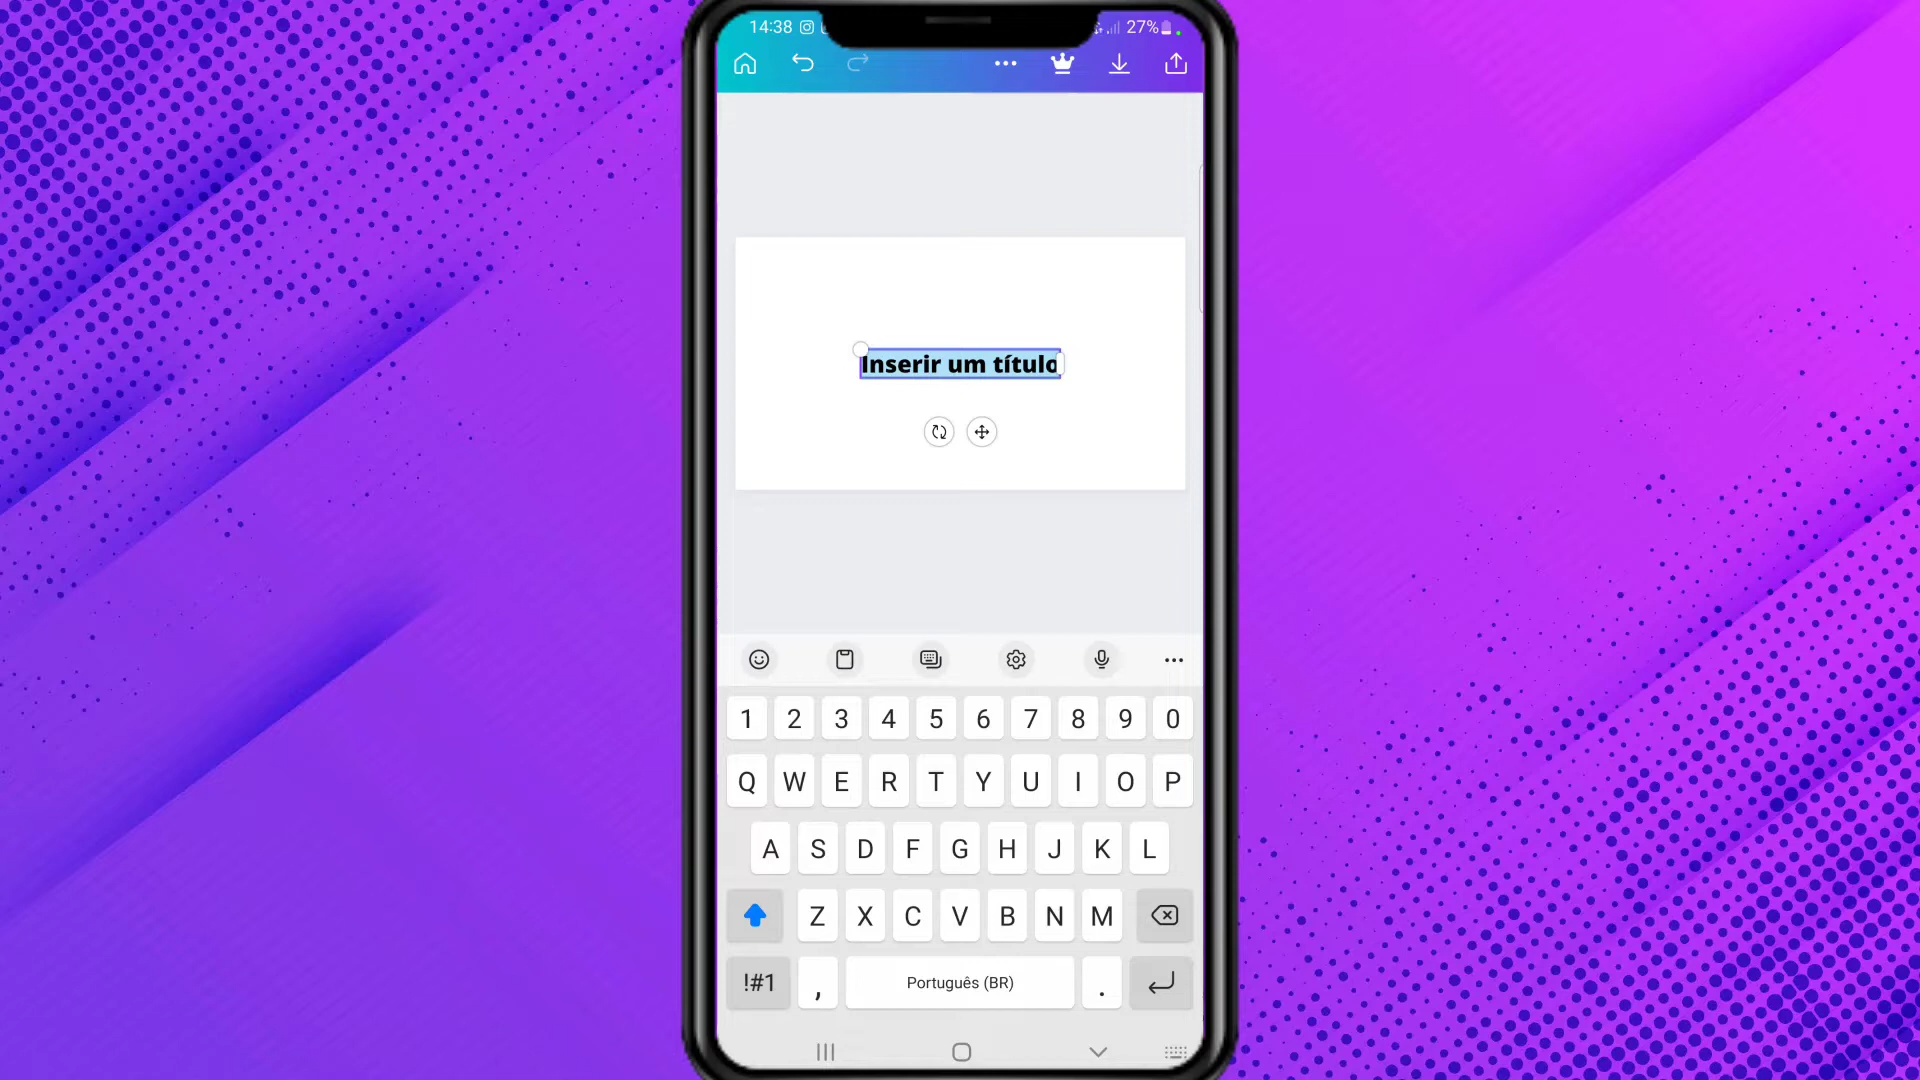 14:38
27%
Inserir um título
1 2 3 4 5 6 7 8 9 0
Q W E R T Y U I O P
A S D F G H J K L
Z X C V B N M
!#1 , Português (BR) .